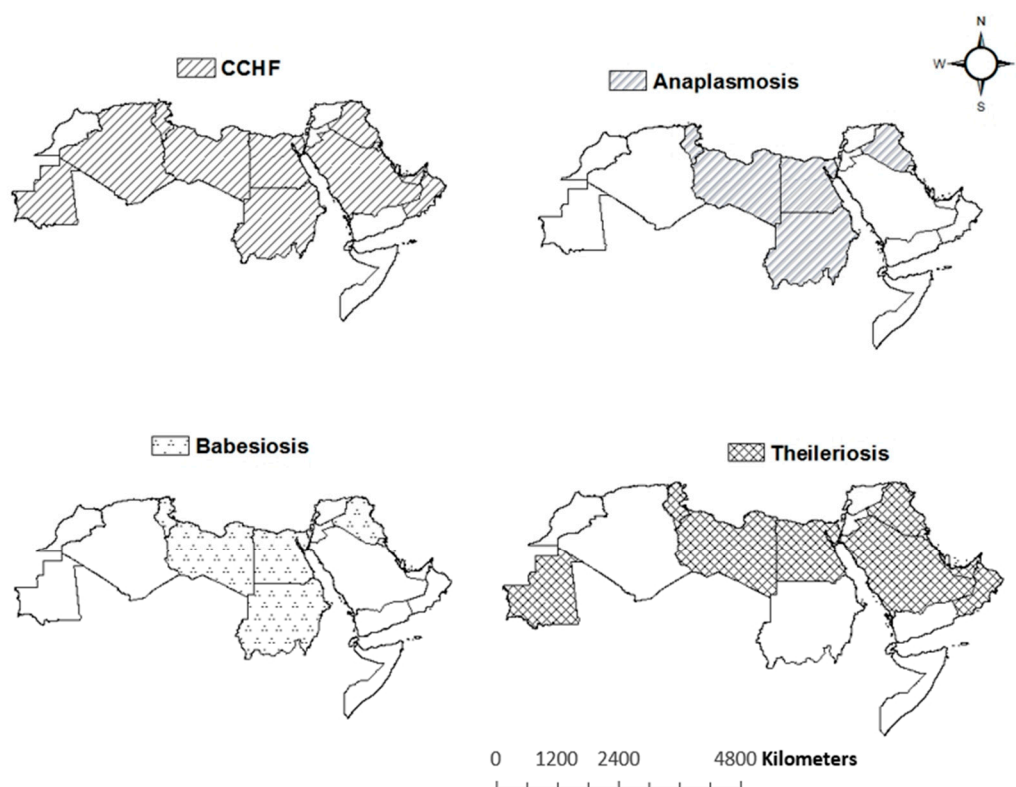 N
W
S
CCHF
Anaplasmosis
Babesiosis
Theileriosis
0 1200 2400 4800 Kilometers